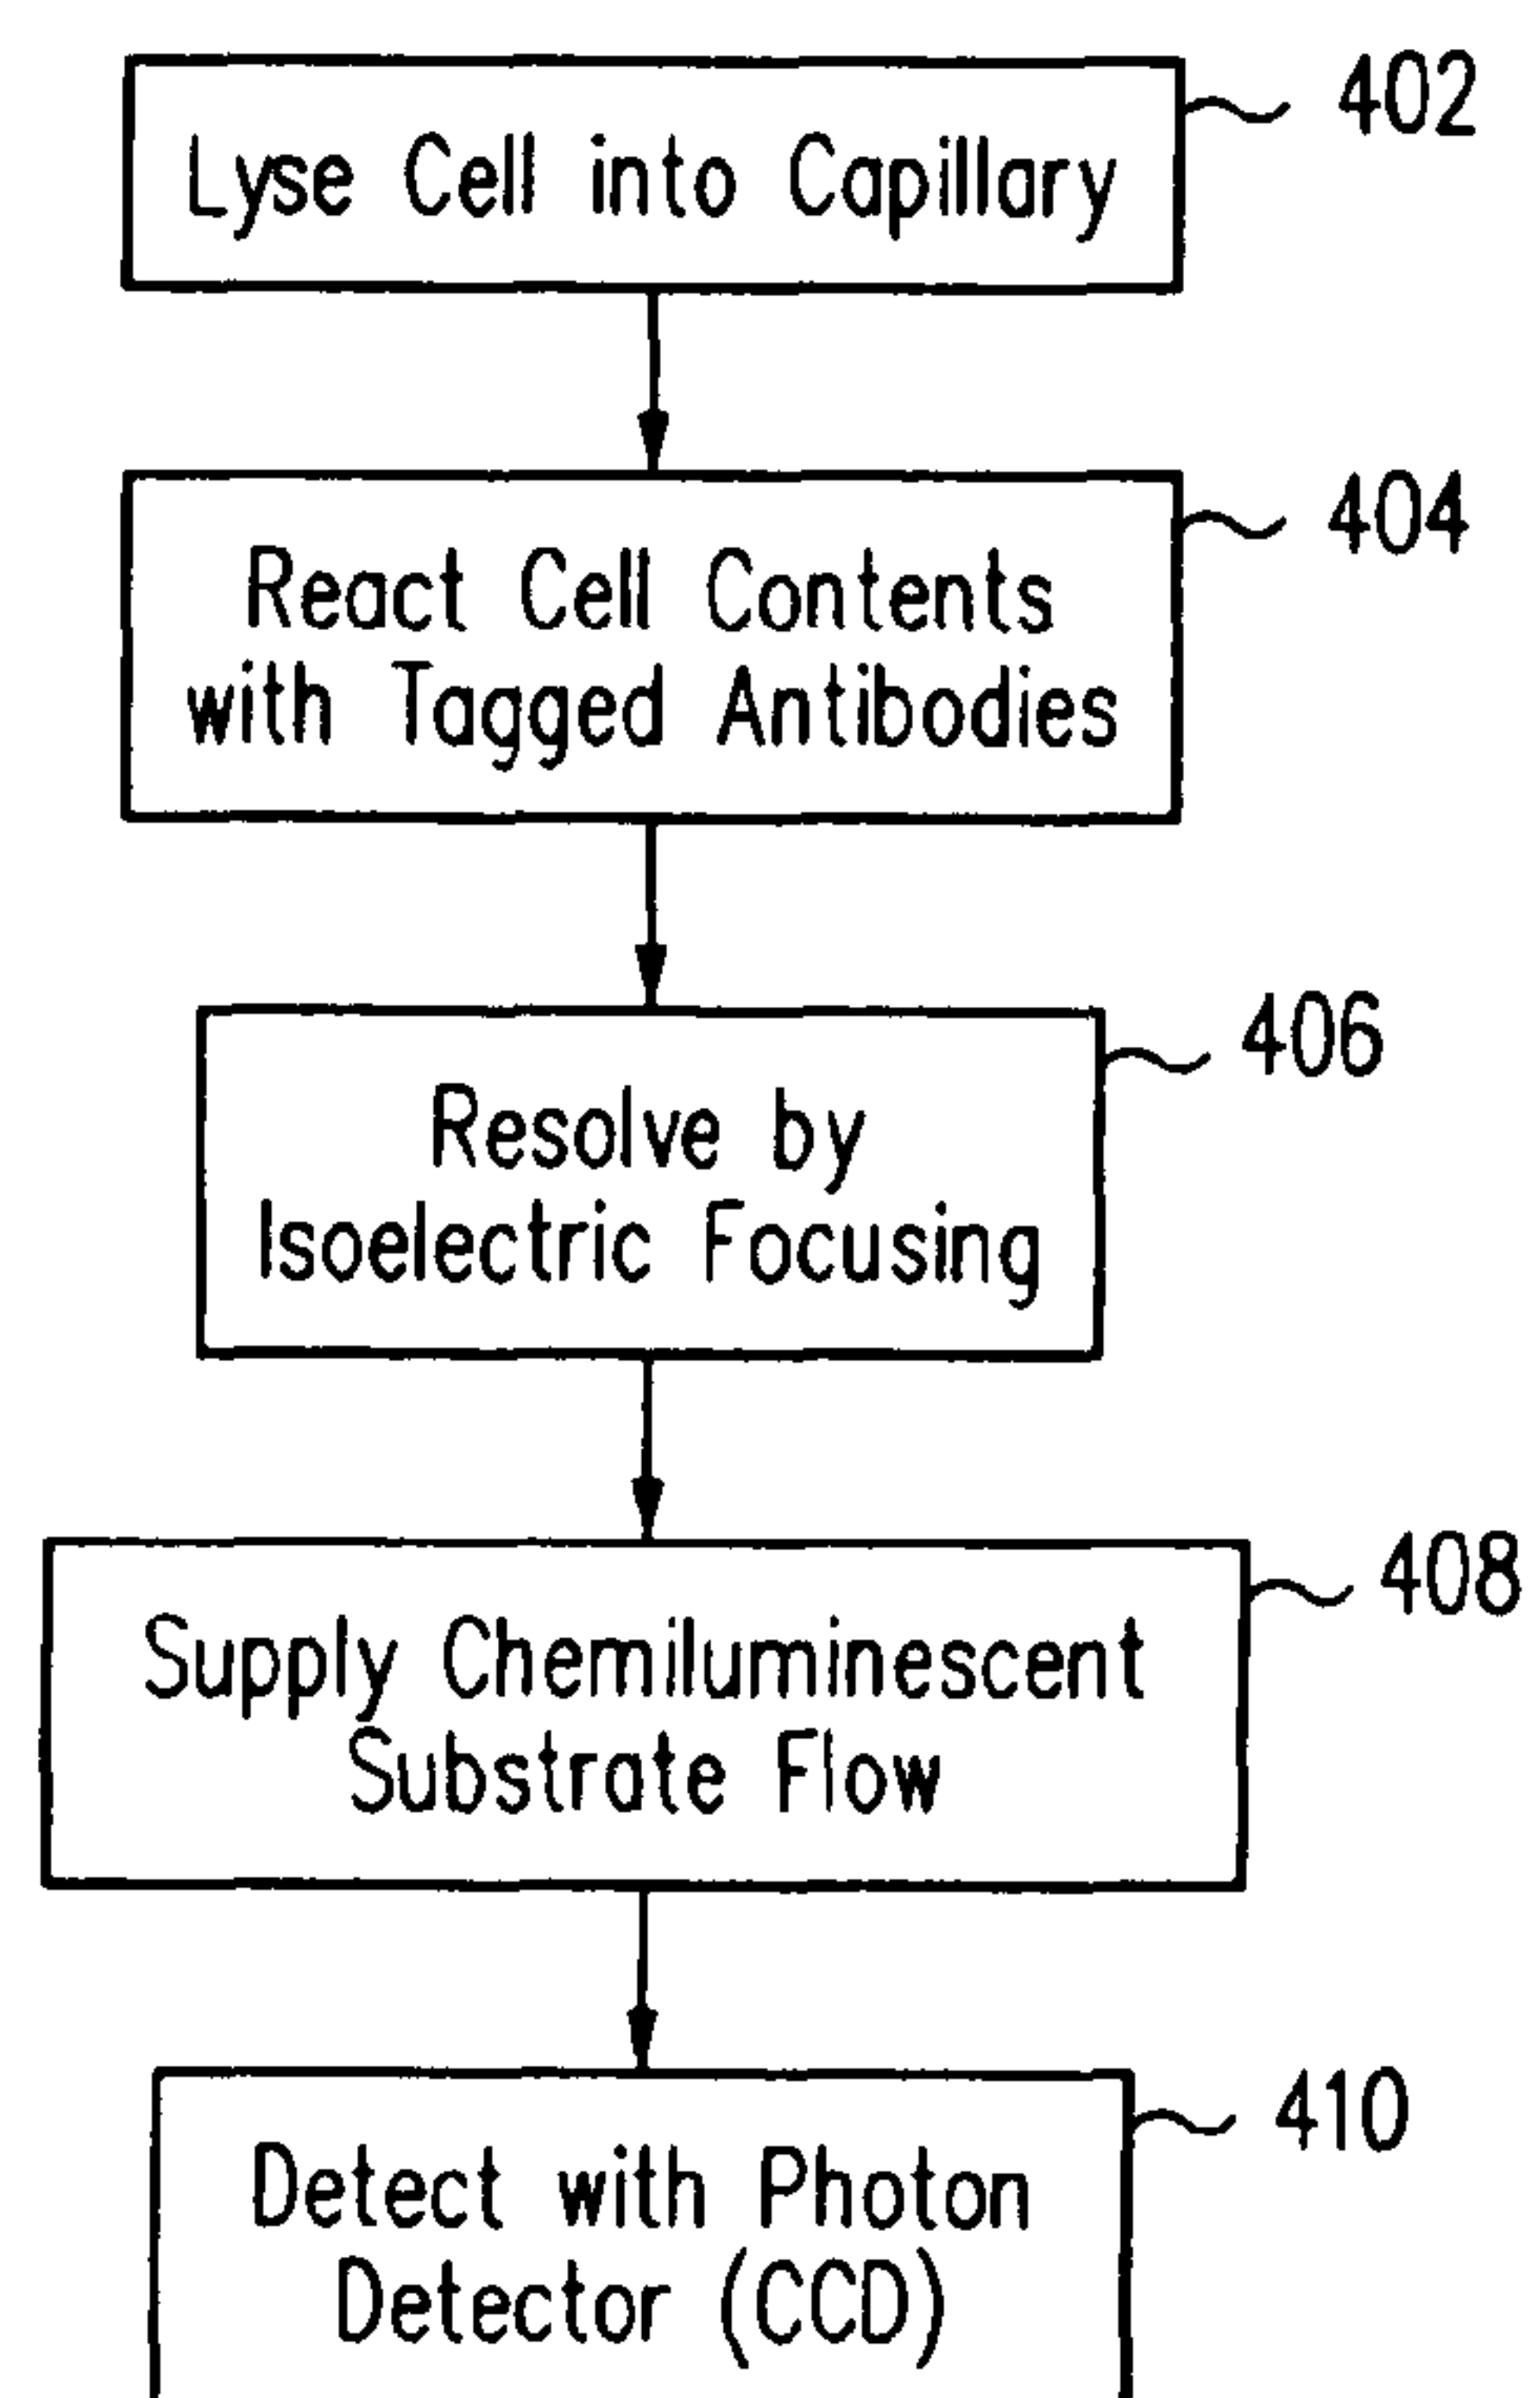 Lyse Cell into Capillary
402
React Cell Contents
with Tagged Antibodies
404
Resolve by
Isoelectric Focusing
406
Supply Chemiluminescent
Substrate Flow
408
Detect with Photon
Detector (CCD)
410